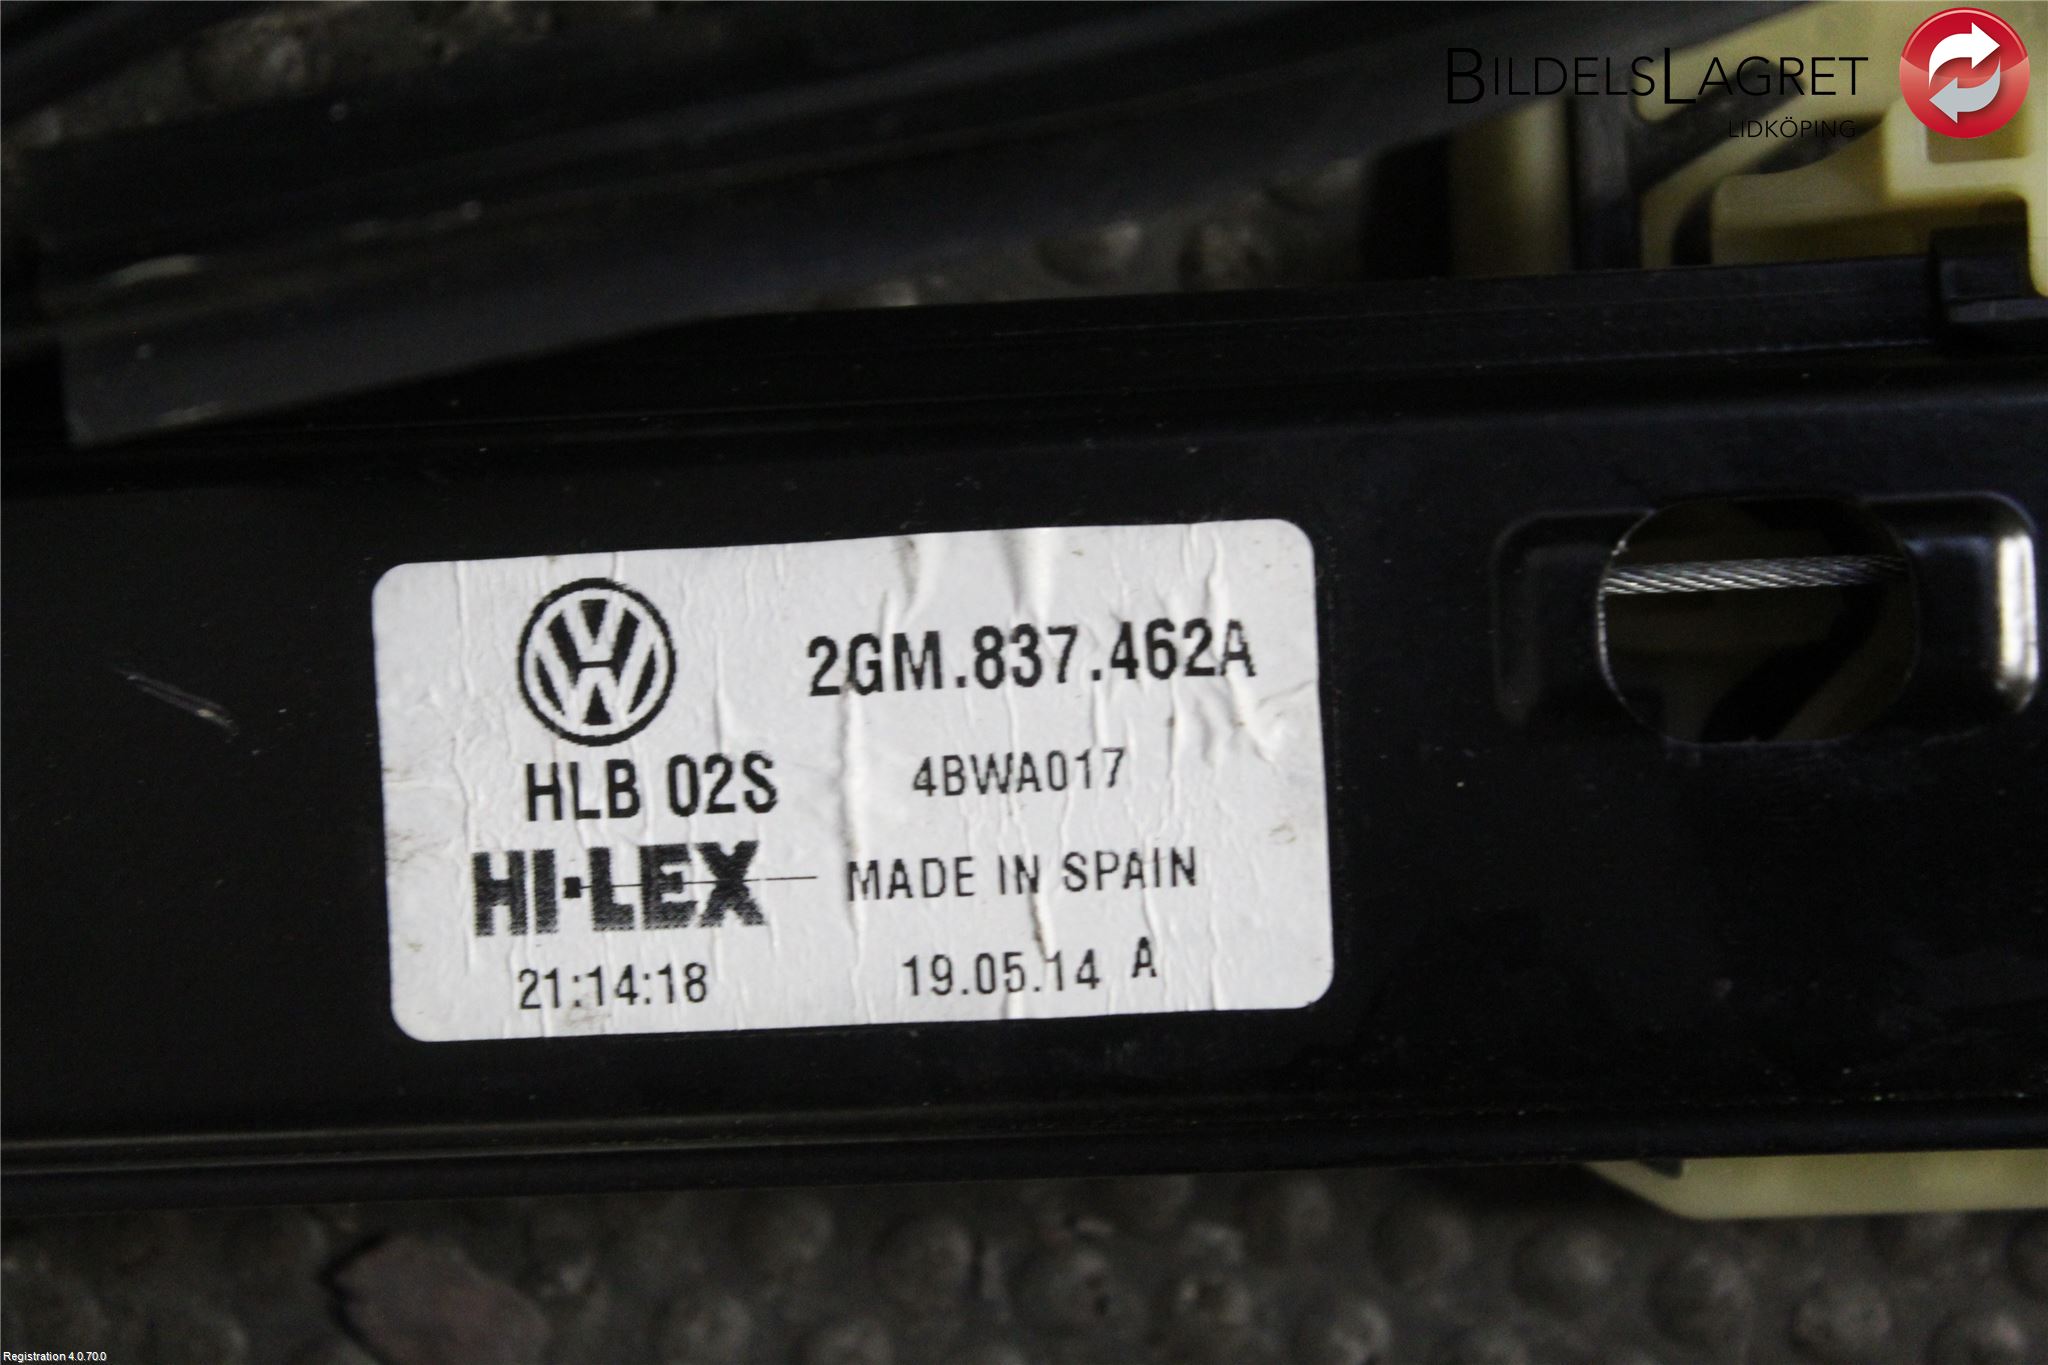 BILDELSLAGRET
LIDKÖPING
2GM.837.462A
HLB 02S 4BWA017
HI-LEX MADE IN SPAIN
21:14:18 19.05.14 A
Registration 4.0.70.0